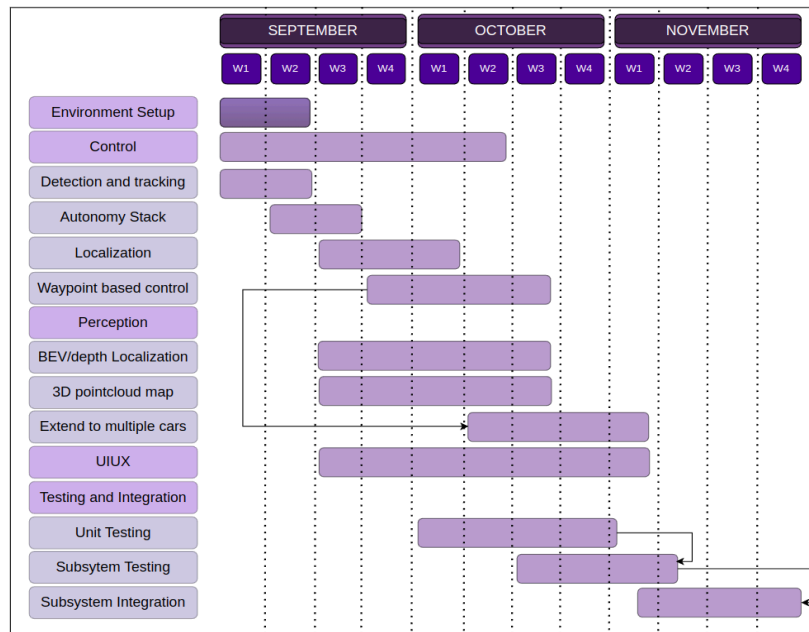 SEPTEMBER OCTOBER NOVEMBER
W1 W2 W3 W4 W1 W2 W3 W4 W1 W2 W3 W4
Environment Setup
Control
Detection and tracking
Autonomy Stack
Localization
Waypoint based control
Perception
BEV/depth Localization
3D pointcloud map
Extend to multiple cars
UIUX
Testing and Integration
Unit Testing
Subsytem Testing
Subsystem Integration